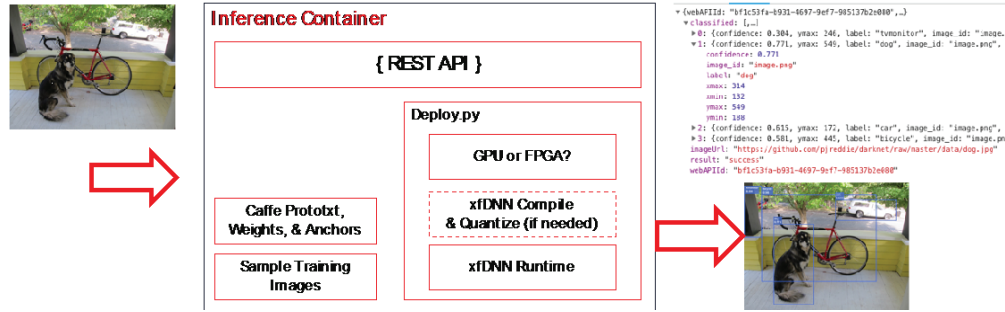 Inference Container
{ REST API }
Deploy.py
GPU or FPGA?
xfDNN Compile
& Quantize (if needed)
xfDNN Runtime
Caffe Prototxt,
Weights, & Anchors
Sample Training
Images
▼{webAPIId: "bf1c53fa-b931-4697-9ef7-985137b2e080",…}
▼classified: [,…]
▶0: {confidence: 0.304, ymax: 246, label: "tvmonitor", image_id: "image.
▼1: {confidence: 0.771, ymax: 549, label: "dog", image_id: "image.png",
confidence: 0.771
image_id: "image.png"
label: "dog"
xmax: 314
xmin: 132
ymax: 549
ymin: 188
▶2: {confidence: 0.615, ymax: 172, label: "car", image_id: "image.png",
▶3: {confidence: 0.581, ymax: 445, label: "bicycle", image_id: "image.pn
imageUrl: "https://github.com/pjreddie/darknet/raw/master/data/dog.jpg"
result: "success"
webAPIId: "bf1c53fa-b931-4697-9ef7-985137b2e080"